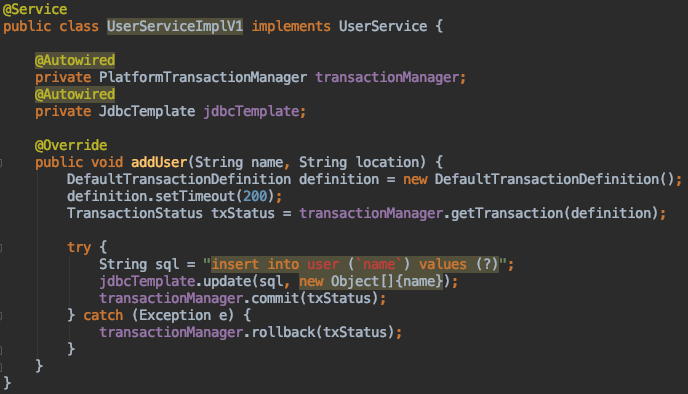 @Service
public class UserServiceImplV1 implements UserService {
@Autowired
private PlatformTransactionManager transactionManager;
@Autowired
private JdbcTemplate jdbcTemplate;
@Override
public void addUser(String name, String location) {
DefaultTransactionDefinition definition = new DefaultTransactionDefinition();
definition.setTimeout(200);
TransactionStatus txStatus = transactionManager.getTransaction(definition);
try {
String sql = "insert into user (`name`) values (?)";
jdbcTemplate.update(sql, new Object[]{name});
transactionManager.commit(txStatus);
} catch (Exception e) {
transactionManager.rollback(txStatus);
}
}
}